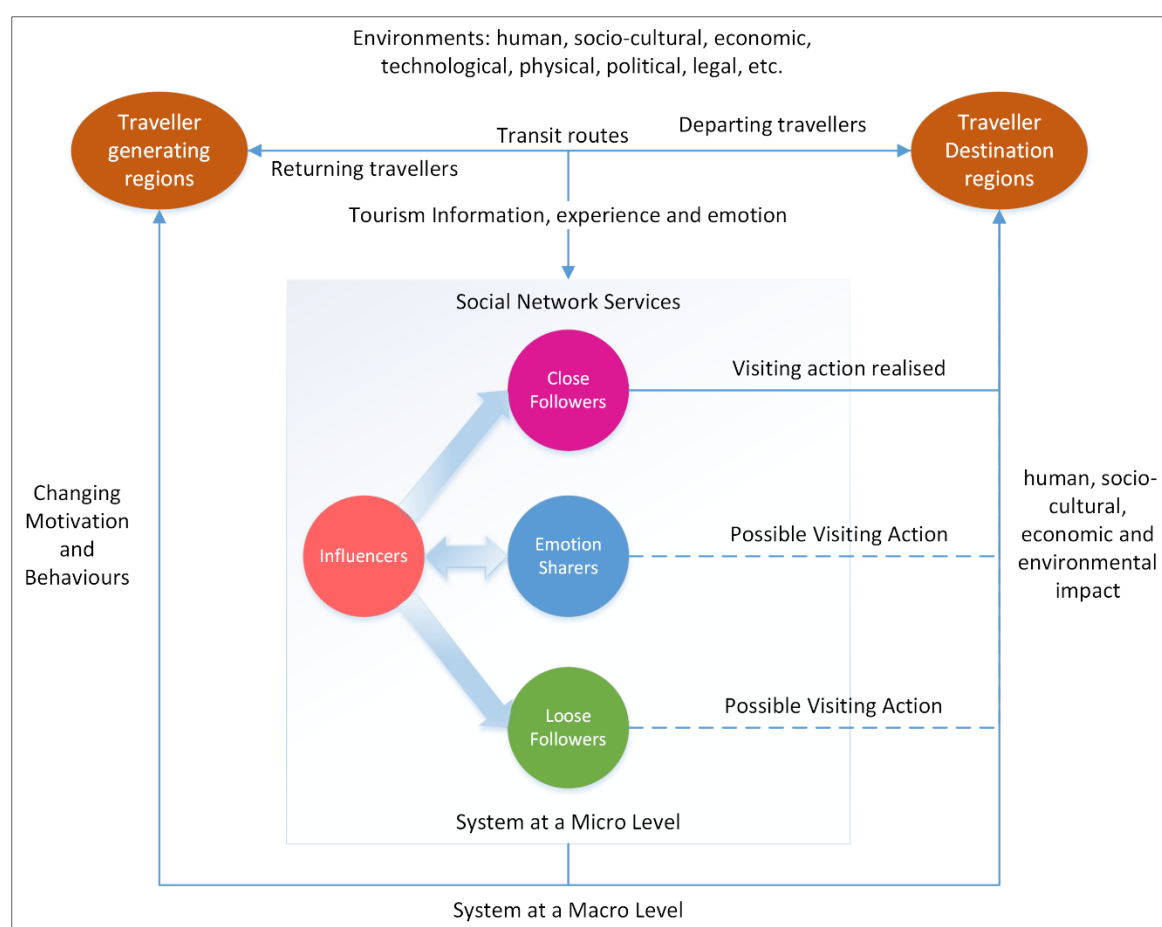 Environments: human, socio-cultural, economic,
technological, physical, political, legal, etc.
Traveller
generating
regions
Transit routes
Departing travellers
Returning travellers
Traveller
Destination
regions
Tourism Information, experience and emotion
Social Network Services
Close
Followers
Visiting action realised
Changing
Motivation
and
Behaviours
Influencers
Emotion
Sharers
Possible Visiting Action
human, socio-
cultural,
economic and
environmental
impact
Loose
Followers
Possible Visiting Action
System at a Micro Level
System at a Macro Level